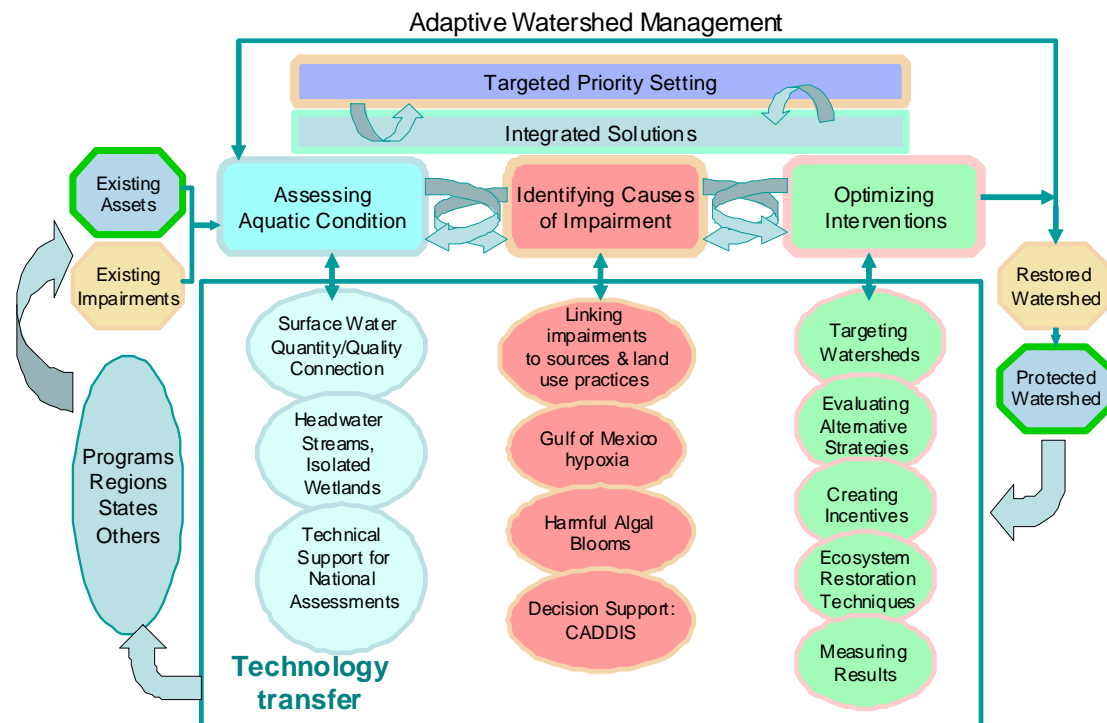 Adaptive Watershed Management
Targeted Priority Setting
Integrated Solutions
Existing
Assets
Existing
Impairments
Assessing
Aquatic Condition
Identifying Causes
of Impairment
Optimizing
Interventions
Restored
Watershed
Protected
Watershed
Surface Water
Quantity/Quality
Connection
Headwater
Streams,
Isolated
Wetlands
Technical
Support for
National
Assessments
Linking
impairments
to sources & land
use practices
Gulf of Mexico
hypoxia
Harmful Algal
Blooms
Decision Support:
CADDIS
Targeting
Watersheds
Evaluating
Alternative
Strategies
Creating
Incentives
Ecosystem
Restoration
Techniques
Measuring
Results
Programs
Regions
States
Others
Technology
transfer